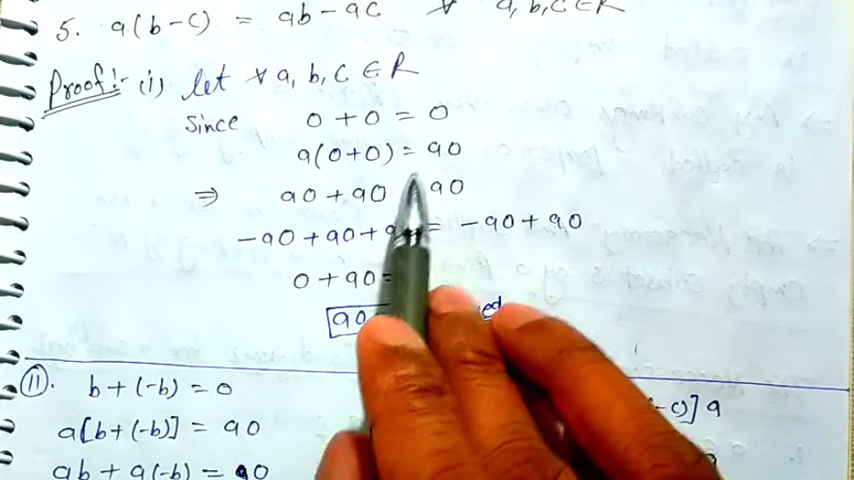 5. a(b-c) = ab - ac ∀ a,b,c ∈ R
Proof:- (i) let ∀ a, b, c ∈ R
Since 0 + 0 = 0
a(0+0) = a0
⇒ a0 + a0 a0
-a0 + a0 + = -a0 + a0
0 + a0 =
a0
(11). b + (-b) = 0
a[b+(-b)] = a0
ab + a(-b) = a0
-c)] a